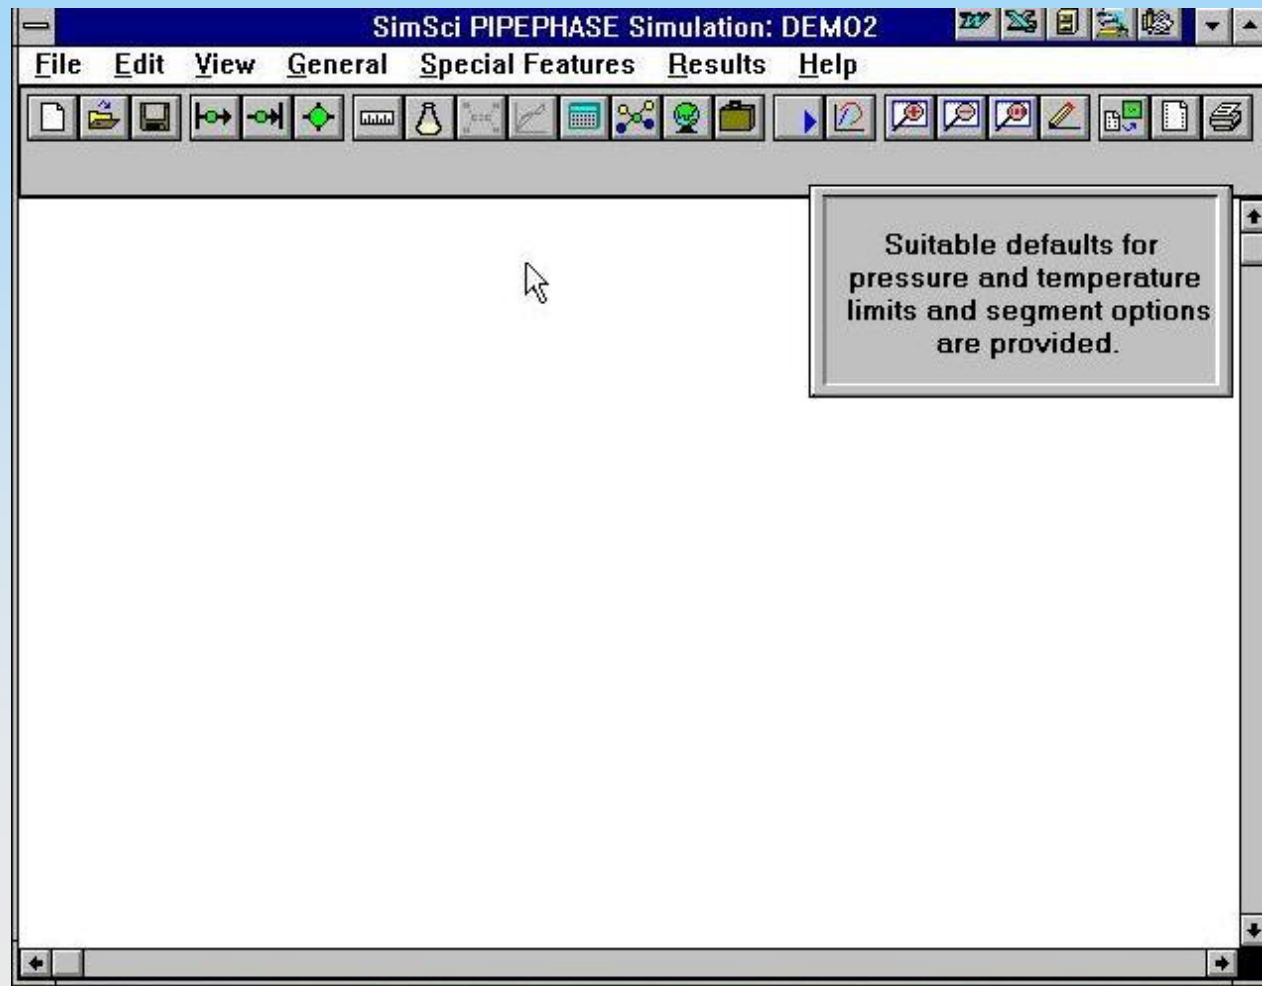 SimSci PIPEPHASE Simulation: DEMO2
File Edit View General Special Features Results Help
Suitable defaults for
pressure and temperature
limits and segment options
are provided.